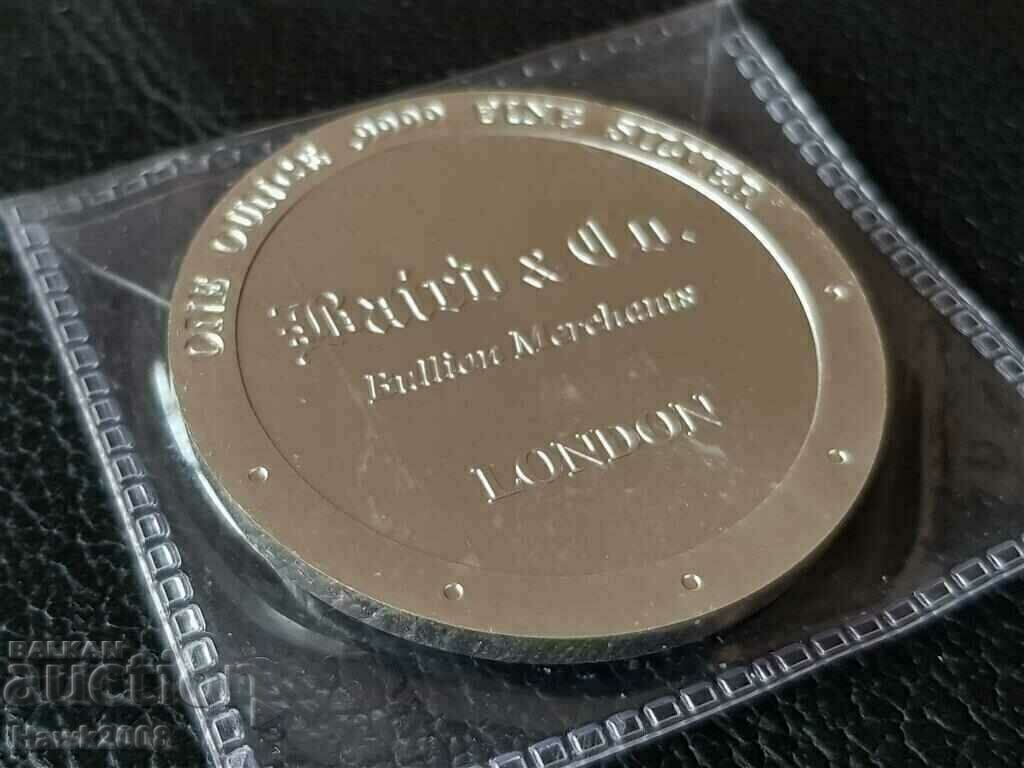 ONE OUNCE .9999 FINE SILVER
Baird & Co.
Bullion Merchants
LONDON
BALKAN
auction
Hawk2008